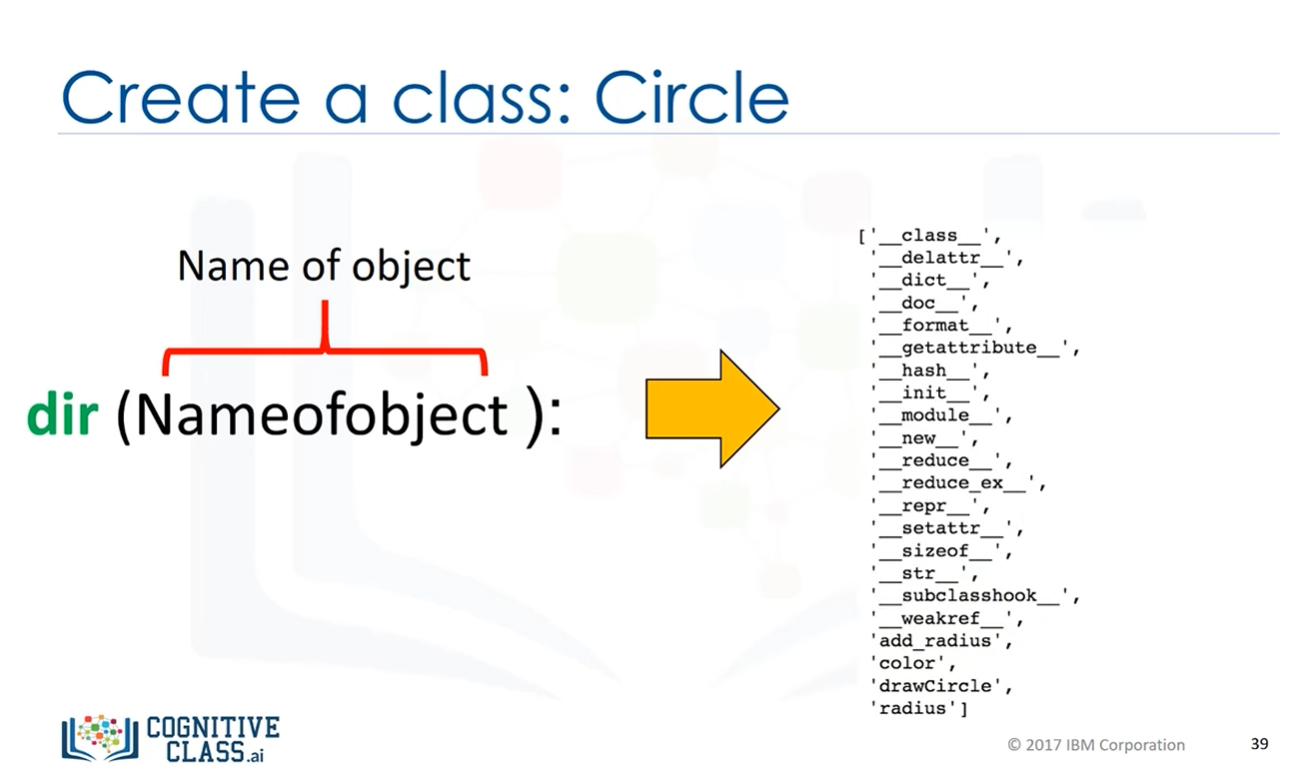 Create a class: Circle
Name of object
dir (Nameofobject ):
['__class__',
'__delattr__',
'__dict__',
'__doc__',
'__format__',
'__getattribute__',
'__hash__',
'__init__',
'__module__',
'__new__',
'__reduce__',
'__reduce_ex__',
'__repr__',
'__setattr__',
'__sizeof__',
'__str__',
'__subclasshook__',
'__weakref__',
'add_radius',
'color',
'drawCircle',
'radius']
COGNITIVE
CLASS.ai
© 2017 IBM Corporation
39